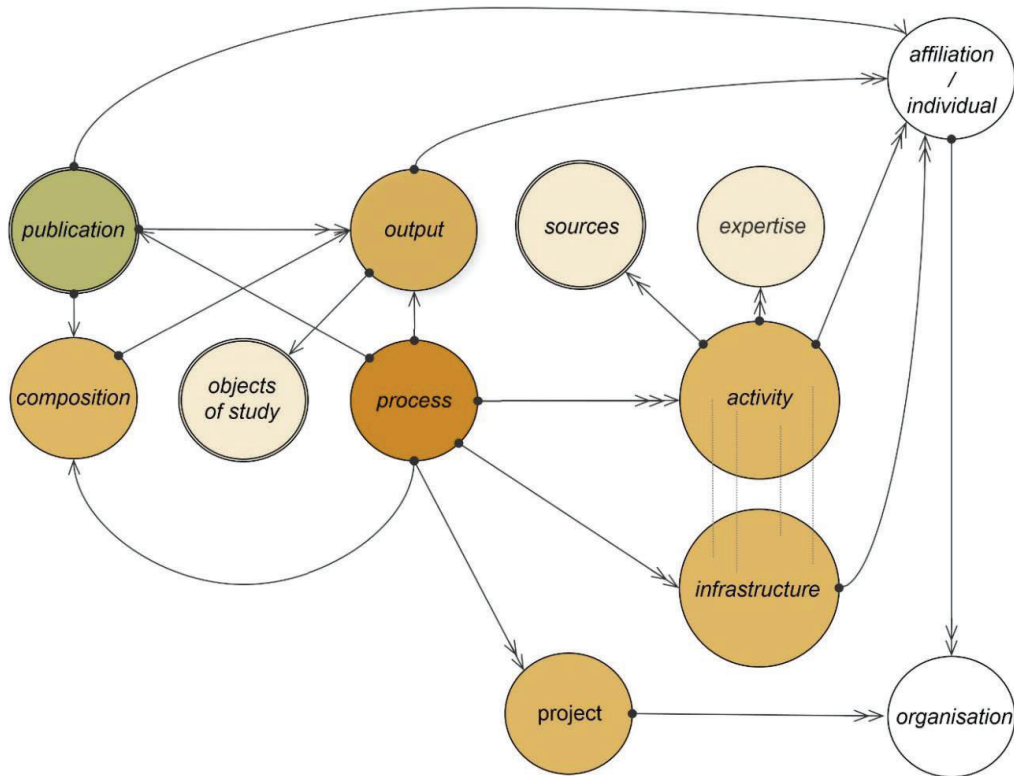 affiliation
/
individual
publication
output
sources
expertise
composition
objects
of study
process
activity
infrastructure
project
organisation